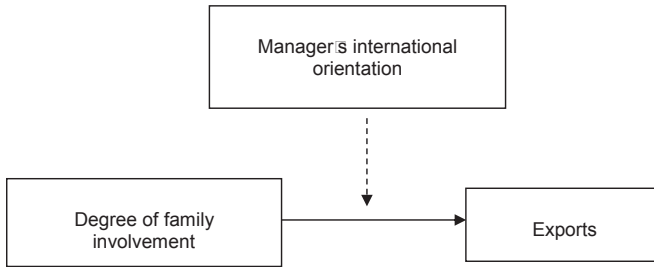 Manager's international
orientation
Degree of family
involvement
Exports